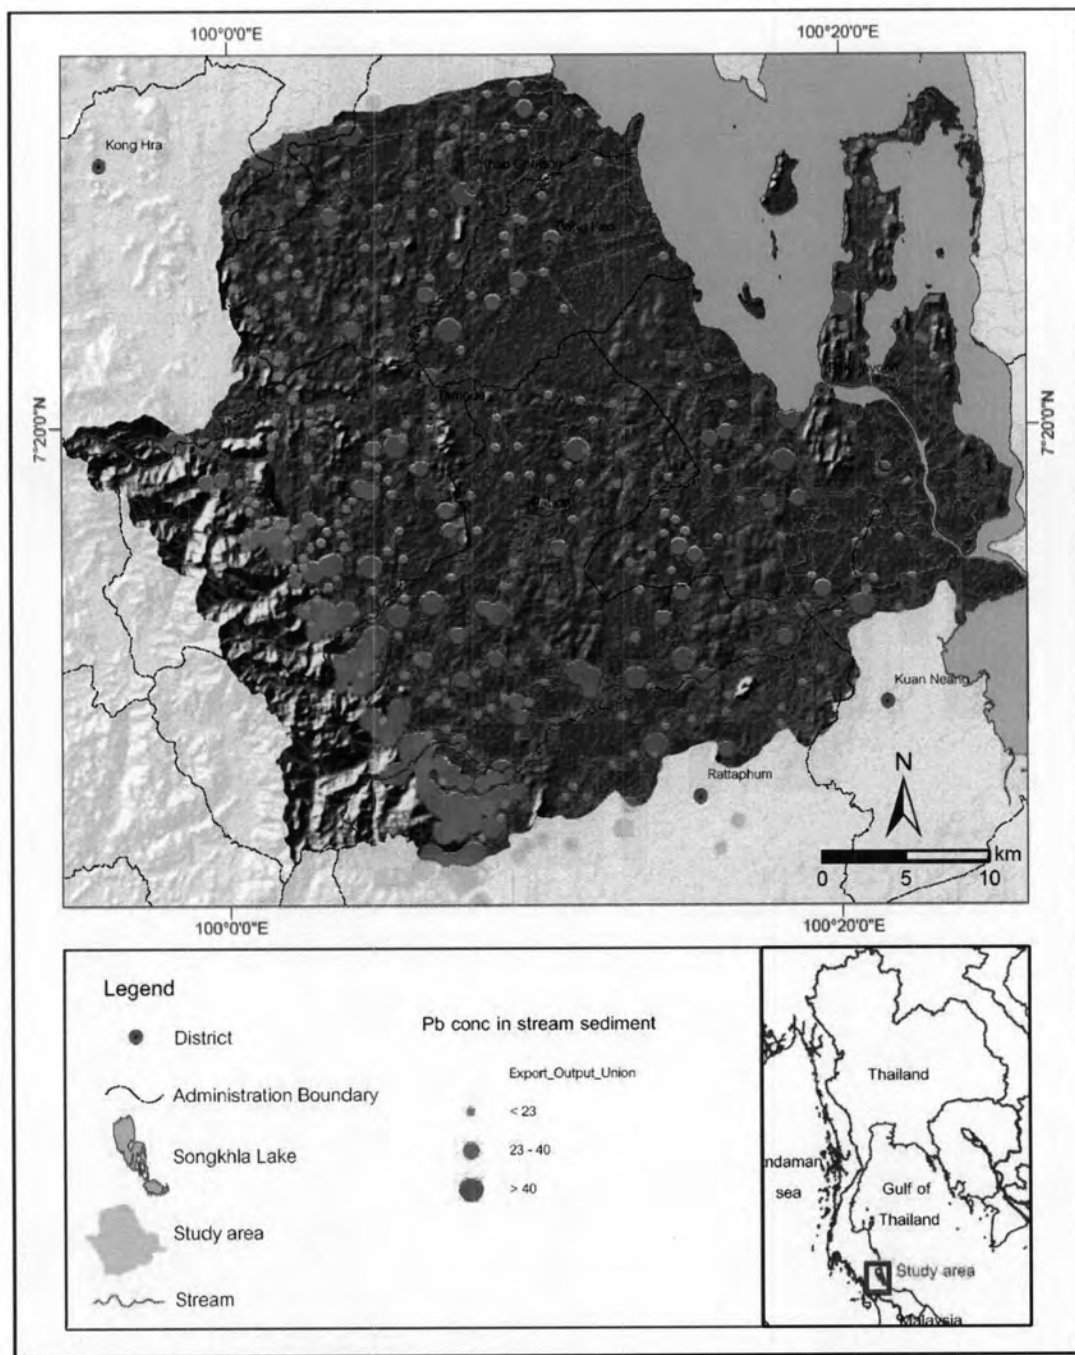 100°0'0"E
100°20'0"E
Kong Hra
7°20'0"N
7°20'0"N
Kuan Neang
Rattaphum
N
km
0 5 10
100°0'0"E
100°20'0"E
Legend
District
Administration Boundary
Songkhla Lake
Study area
Stream
Pb conc in stream sediment
Export_Output_Union
< 23
23 - 40
> 40
Thailand
ndaman
sea
Gulf of
Thailand
Study area
Malaysia